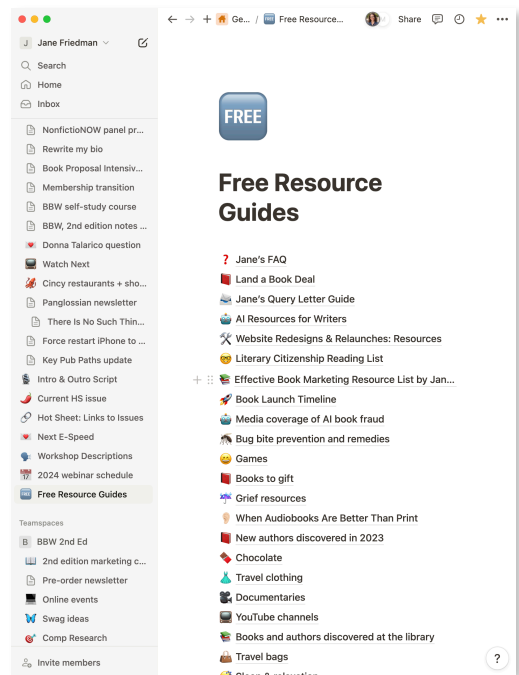 Jane Friedman
Search
Home
Inbox
NonfictioNOW panel pr...
Rewrite my bio
Book Proposal Intensiv...
Membership transition
BBW self-study course
BBW, 2nd edition notes ...
Donna Talarico question
Watch Next
Cincy restaurants + sho...
Panglossian newsletter
There Is No Such Thin...
Force restart iPhone to ...
Key Pub Paths update
Intro & Outro Script
Current HS issue
Hot Sheet: Links to Issues
Next E-Speed
Workshop Descriptions
2024 webinar schedule
Free Resource Guides
Teamspaces
B BBW 2nd Ed
2nd edition marketing c...
Pre-order newsletter
Online events
Swag ideas
Comp Research
Invite members
Ge... / Free Resource... Share
FREE
Free Resource
Guides
Jane's FAQ
Land a Book Deal
Jane's Query Letter Guide
AI Resources for Writers
Website Redesigns & Relaunches: Resources
Literary Citizenship Reading List
Effective Book Marketing Resource List by Jan...
Book Launch Timeline
Media coverage of AI book fraud
Bug bite prevention and remedies
Games
Books to gift
Grief resources
When Audiobooks Are Better Than Print
New authors discovered in 2023
Chocolate
Travel clothing
Documentaries
YouTube channels
Books and authors discovered at the library
Travel bags
?